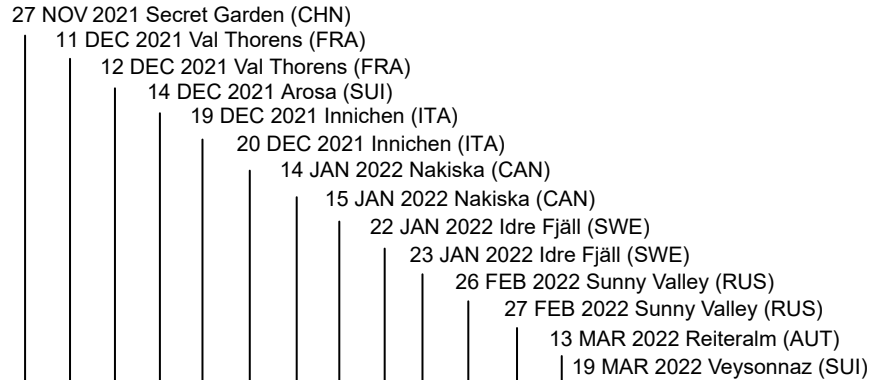 27 NOV 2021 Secret Garden (CHN)
11 DEC 2021 Val Thorens (FRA)
12 DEC 2021 Val Thorens (FRA)
14 DEC 2021 Arosa (SUI)
19 DEC 2021 Innichen (ITA)
20 DEC 2021 Innichen (ITA)
14 JAN 2022 Nakiska (CAN)
15 JAN 2022 Nakiska (CAN)
22 JAN 2022 Idre Fjäll (SWE)
23 JAN 2022 Idre Fjäll (SWE)
26 FEB 2022 Sunny Valley (RUS)
27 FEB 2022 Sunny Valley (RUS)
13 MAR 2022 Reiteralm (AUT)
19 MAR 2022 Veysonnaz (SUI)